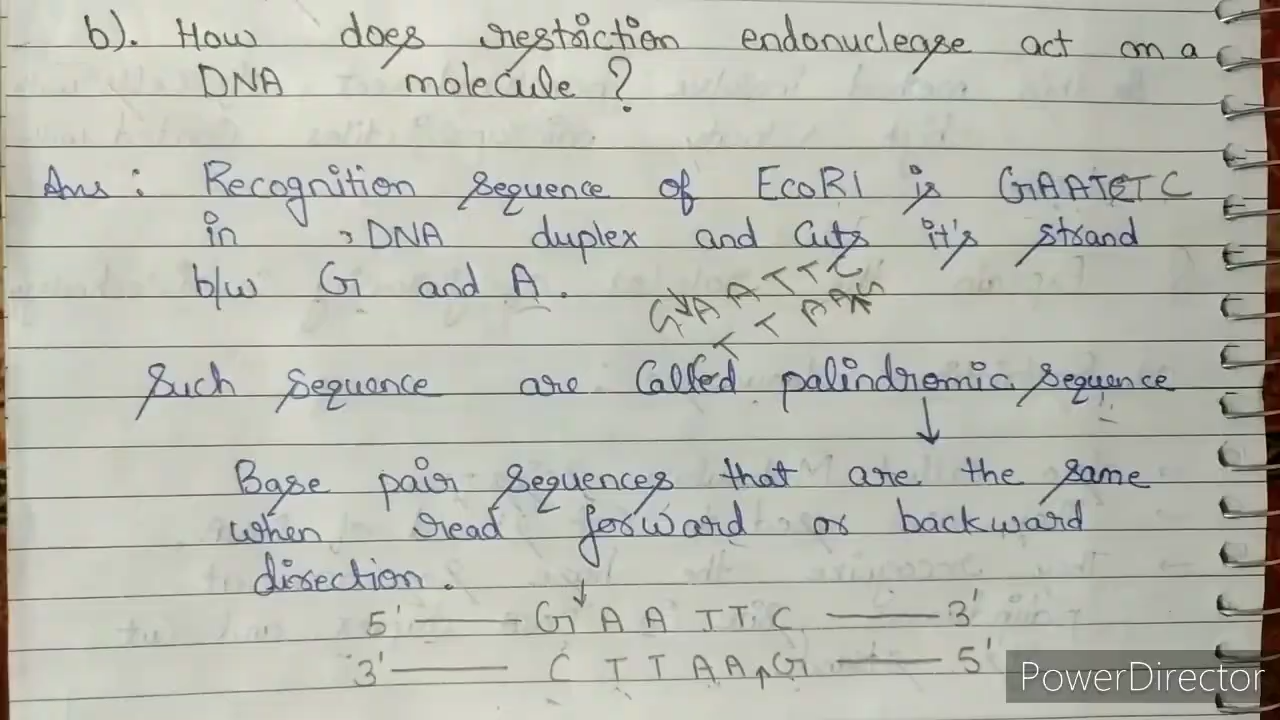 b). How does restriction endonuclease act on a
DNA molecule ?
Ans : Recognition sequence of EcoRI is GAATCTC
in DNA duplex and cuts it's strand
b/w G and A.
G A A T T C
T T A A G
Such sequence are called palindromic sequence
Base pair sequences that are the same
when read forward or backward
direction.
5' G A A T T C 3'
3' C T T A A G 5'
PowerDirector